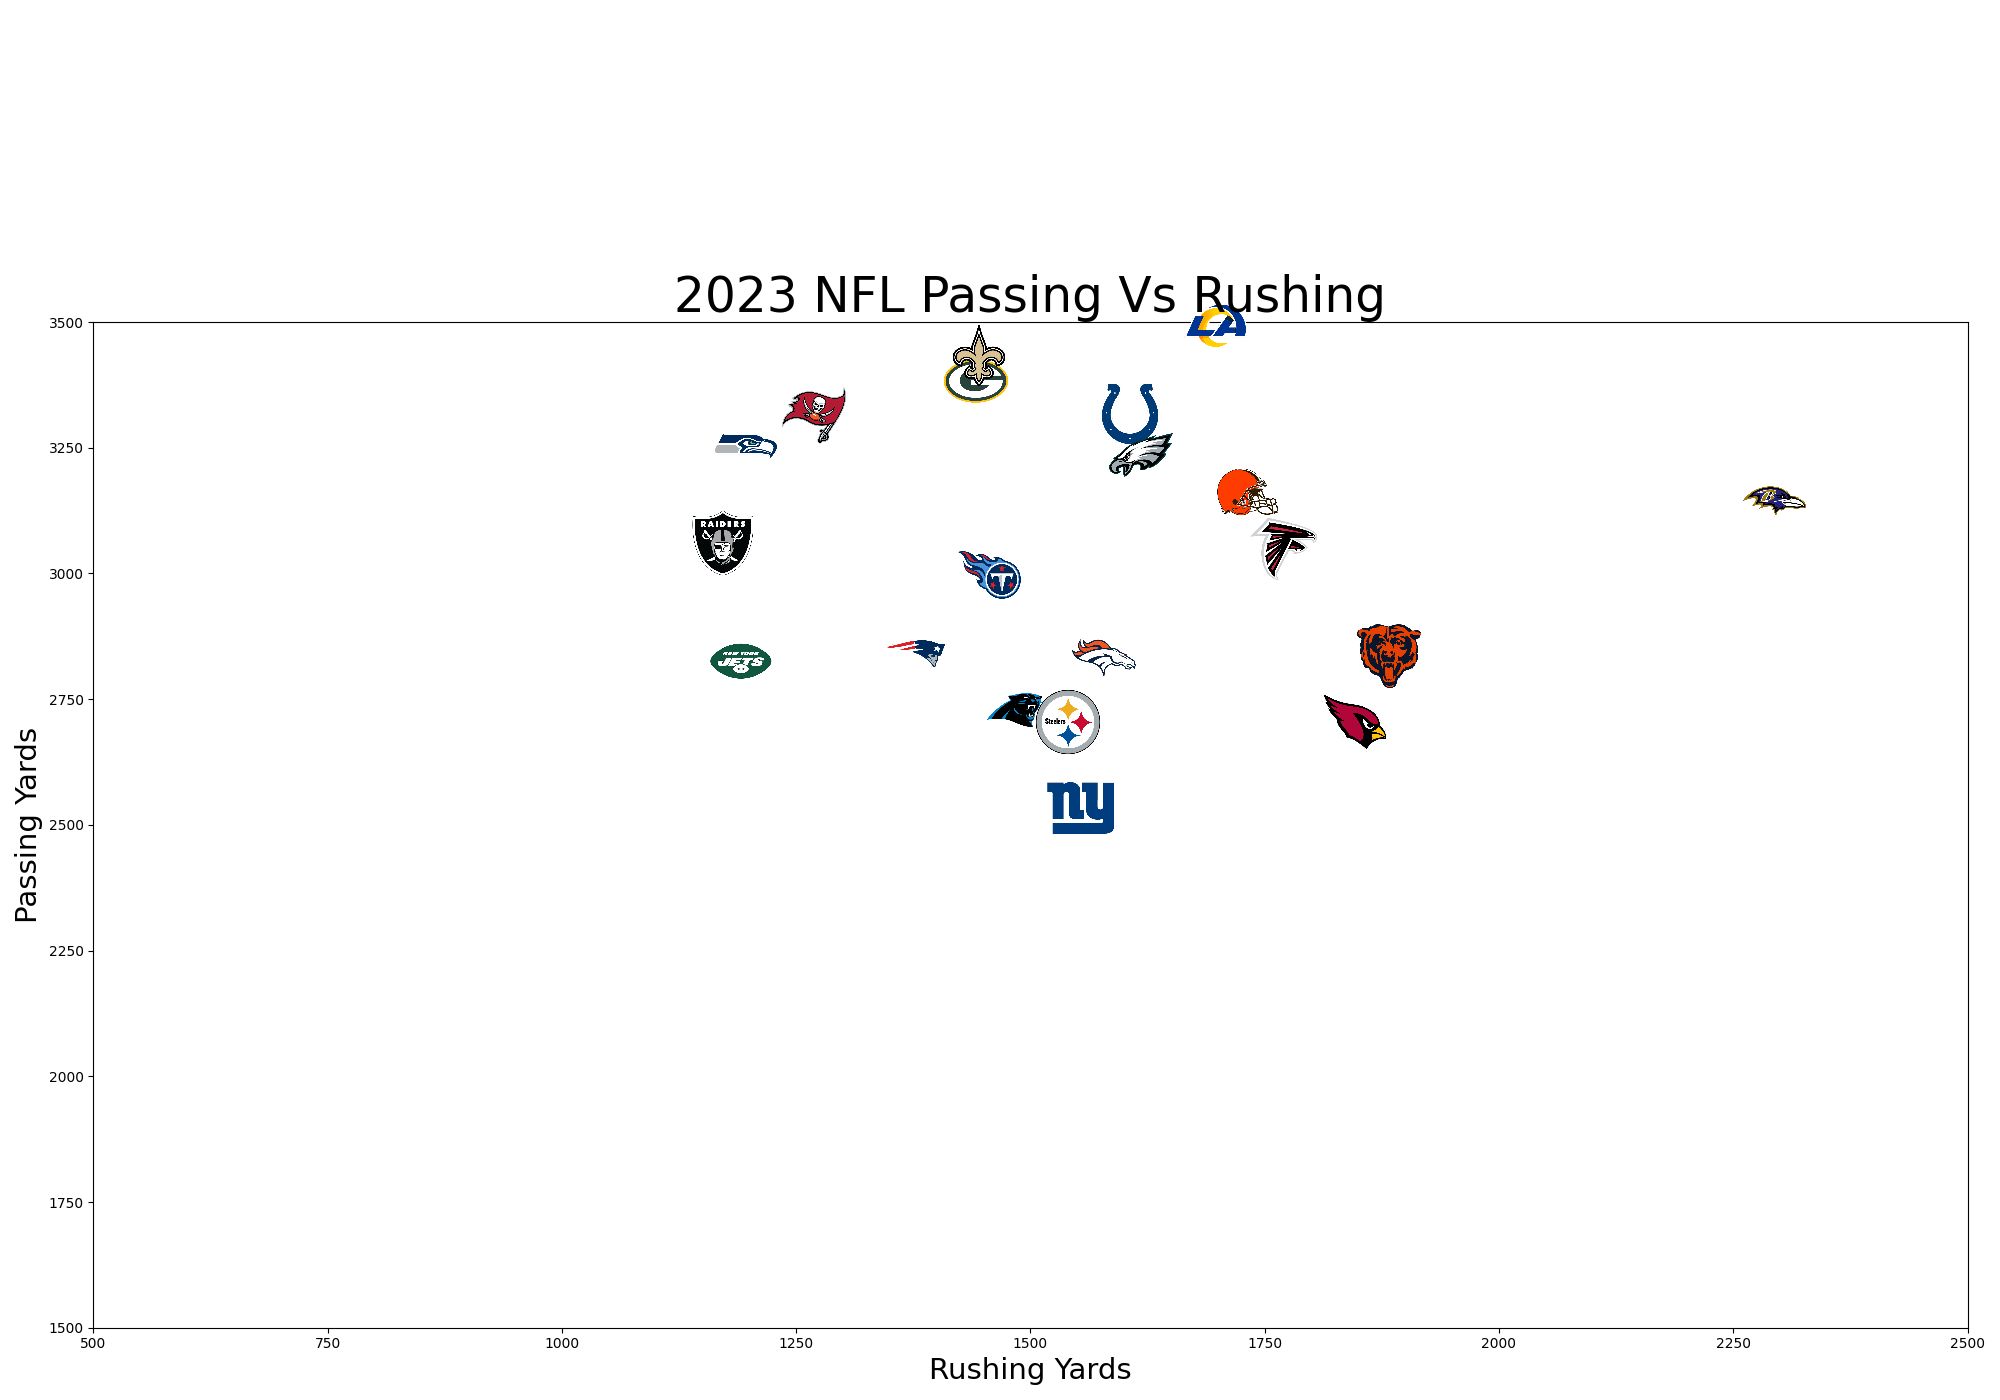 2023 NFL Passing Vs Rushing
3500
3250
3000
2750
2500
2250
2000
1750
1500
Passing Yards
LA
G
RAIDERS
B
T
NEW YORK
JETS
Steelers
ny
500 750 1000 1250 1500 1750 2000 2250 2500
Rushing Yards